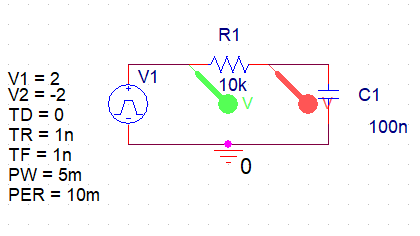 R1
V1
10k
V
V
C1
100n
V1 = 2
V2 = -2
TD = 0
TR = 1n
TF = 1n
PW = 5m
PER = 10m
0